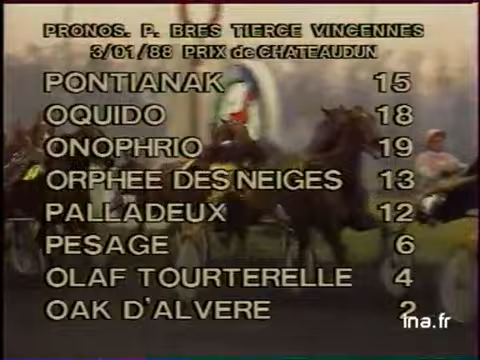 PRONOS. P. BRES TIERCE VINCENNES
3/01/88 PRIX de CHATEAUDUN
PONTIANAK 15
OQUIDO 18
ONOPHRIO 19
ORPHEE DES NEIGES 13
PALLADEUX 12
PESAGE 6
OLAF TOURTERELLE 4
OAK D'ALVERE 2
ina.fr